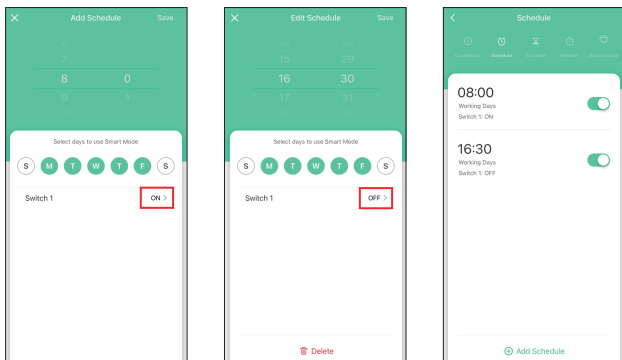 Add Schedule
Save
7
8 0
9 1
Select days to use Smart Mode
S M T W T F S
Switch 1
ON
Edit Schedule
Save
15 29
16 30
17 31
Select days to use Smart Mode
S M T W T F S
Switch 1
OFF
Delete
Schedule
Schedule
08:00
Working Days
Switch 1: ON
16:30
Working Days
Switch 1: OFF
Add Schedule